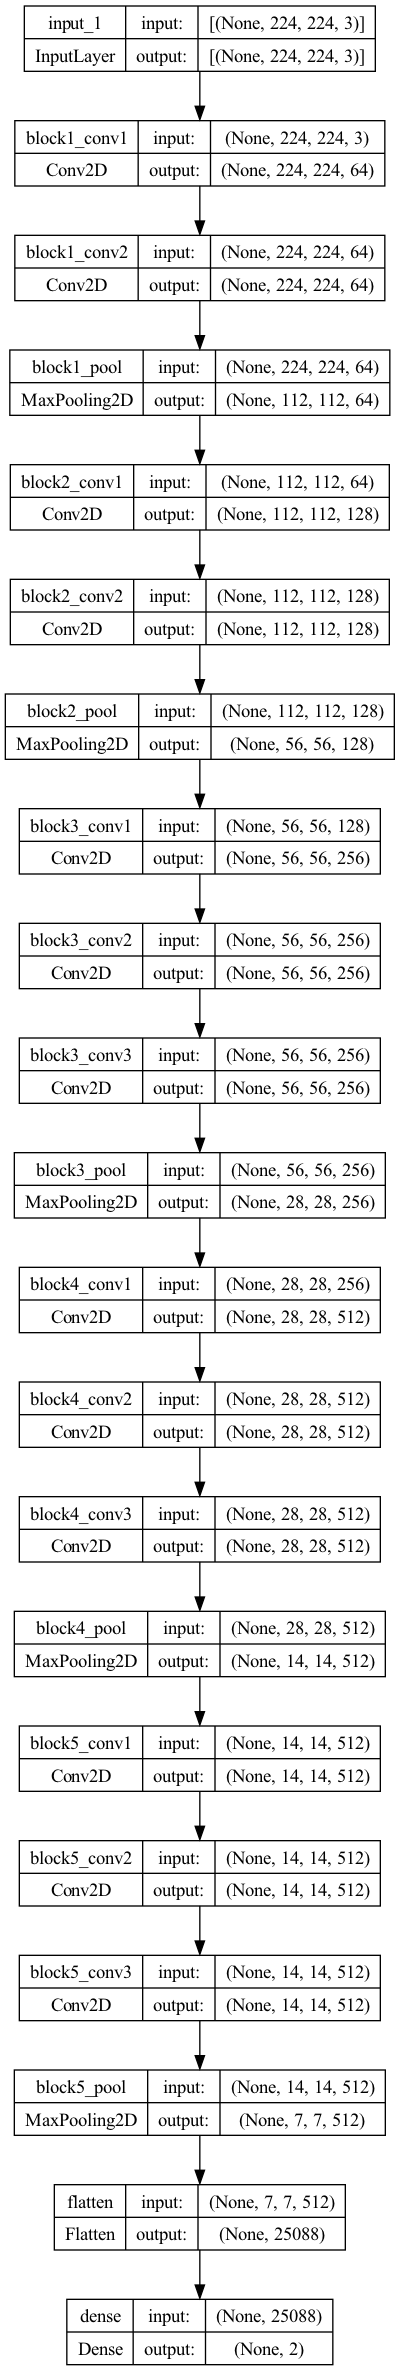 input_1 input: [(None, 224, 224, 3)]
InputLayer output: [(None, 224, 224, 3)]
block1_conv1 input: (None, 224, 224, 3)
Conv2D output: (None, 224, 224, 64)
block1_conv2 input: (None, 224, 224, 64)
Conv2D output: (None, 224, 224, 64)
block1_pool input: (None, 224, 224, 64)
MaxPooling2D output: (None, 112, 112, 64)
block2_conv1 input: (None, 112, 112, 64)
Conv2D output: (None, 112, 112, 128)
block2_conv2 input: (None, 112, 112, 128)
Conv2D output: (None, 112, 112, 128)
block2_pool input: (None, 112, 112, 128)
MaxPooling2D output: (None, 56, 56, 128)
block3_conv1 input: (None, 56, 56, 128)
Conv2D output: (None, 56, 56, 256)
block3_conv2 input: (None, 56, 56, 256)
Conv2D output: (None, 56, 56, 256)
block3_conv3 input: (None, 56, 56, 256)
Conv2D output: (None, 56, 56, 256)
block3_pool input: (None, 56, 56, 256)
MaxPooling2D output: (None, 28, 28, 256)
block4_conv1 input: (None, 28, 28, 256)
Conv2D output: (None, 28, 28, 512)
block4_conv2 input: (None, 28, 28, 512)
Conv2D output: (None, 28, 28, 512)
block4_conv3 input: (None, 28, 28, 512)
Conv2D output: (None, 28, 28, 512)
block4_pool input: (None, 28, 28, 512)
MaxPooling2D output: (None, 14, 14, 512)
block5_conv1 input: (None, 14, 14, 512)
Conv2D output: (None, 14, 14, 512)
block5_conv2 input: (None, 14, 14, 512)
Conv2D output: (None, 14, 14, 512)
block5_conv3 input: (None, 14, 14, 512)
Conv2D output: (None, 14, 14, 512)
block5_pool input: (None, 14, 14, 512)
MaxPooling2D output: (None, 7, 7, 512)
flatten input: (None, 7, 7, 512)
Flatten output: (None, 25088)
dense input: (None, 25088)
Dense output: (None, 2)